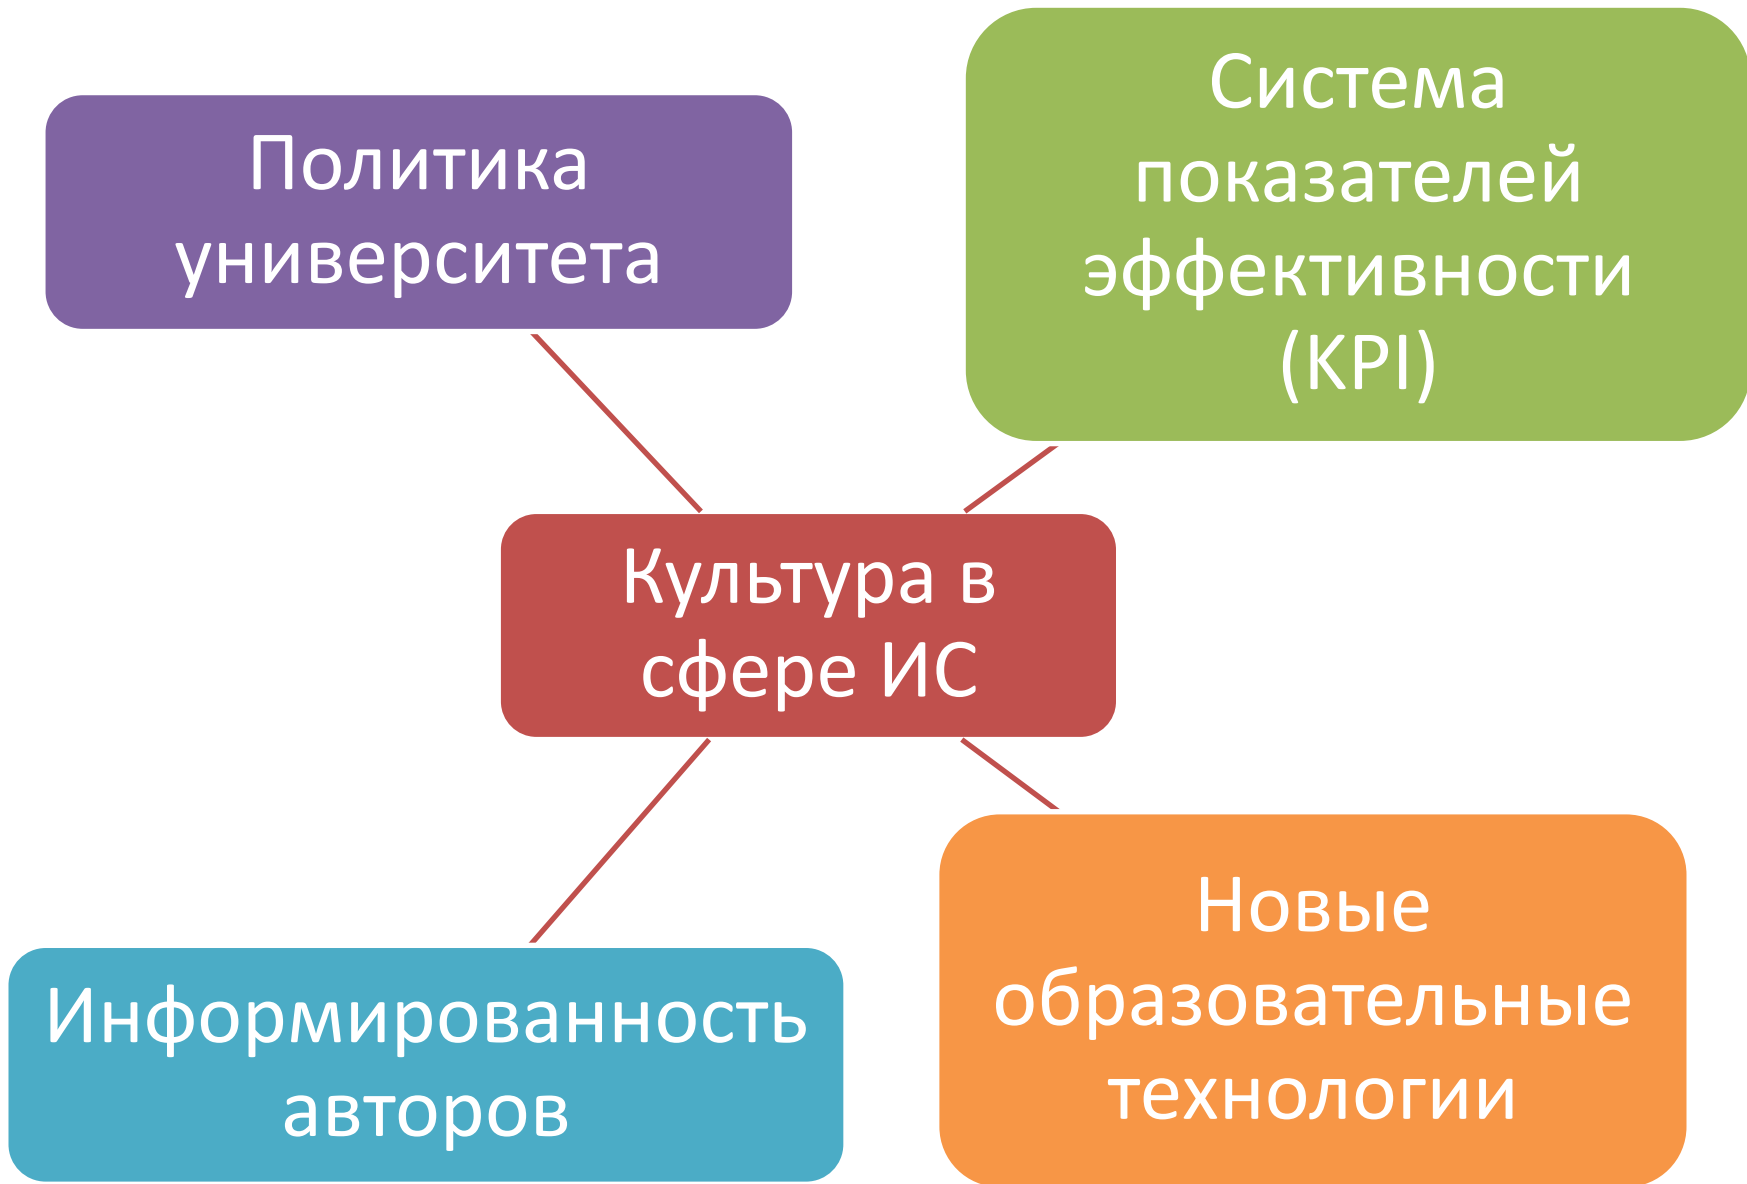 Политика
университета
Система
показателей
эффективности
(KPI)
Культура в
сфере ИС
Информированность
авторов
Новые
образовательные
технологии